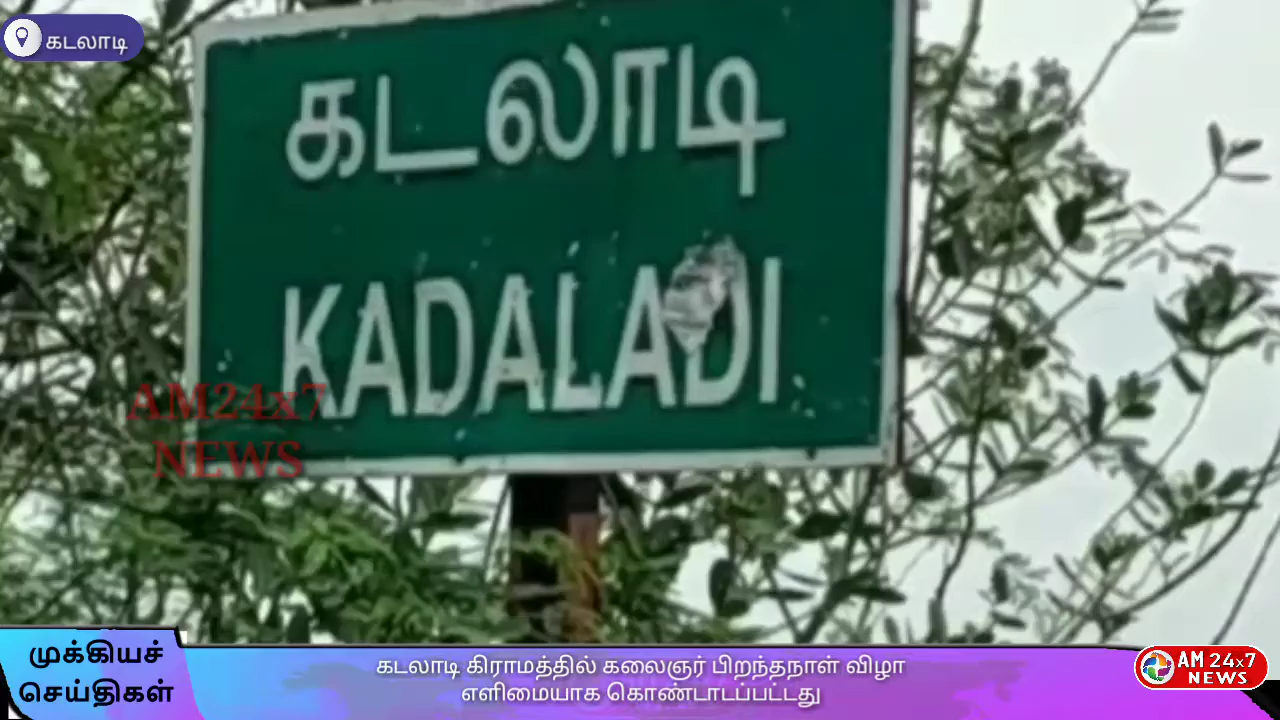 கடலாடி
கடலாடி
KADALADI
AM24x7
NEWS
முக்கியச்
செய்திகள்
கடலாடி கிராமத்தில் கலைஞர் பிறந்தநாள் விழா
எளிமையாக கொண்டாடப்பட்டது
AM 24x7
NEWS